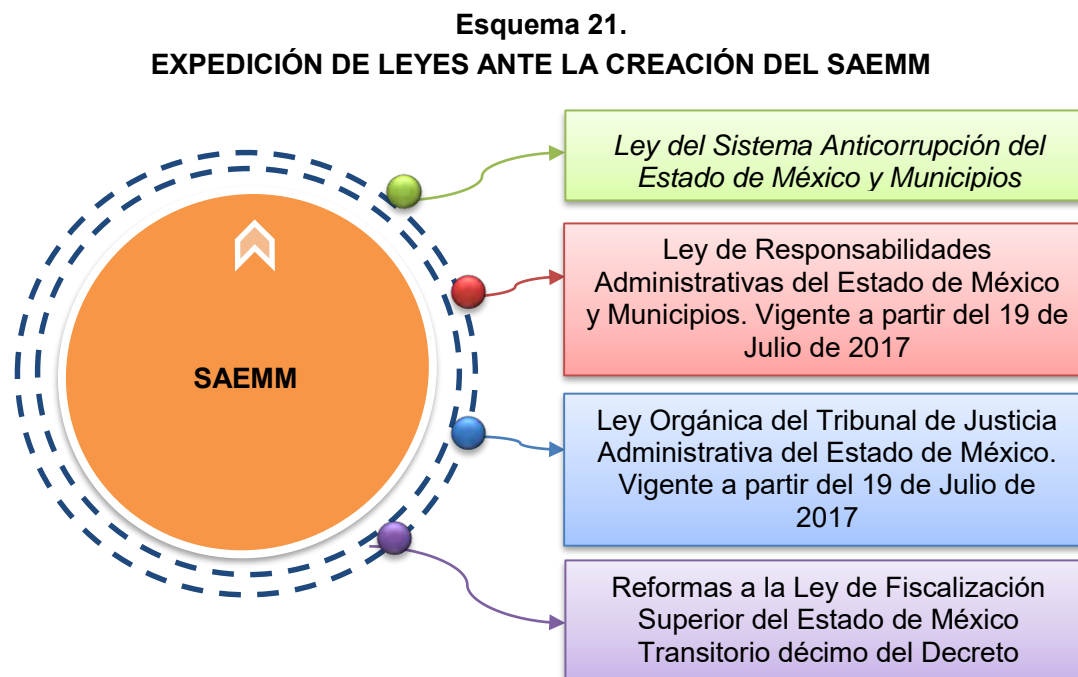 Esquema 21.
EXPEDICIÓN DE LEYES ANTE LA CREACIÓN DEL SAEMM
Ley del Sistema Anticorrupción del
Estado de México y Municipios
Ley de Responsabilidades
Administrativas del Estado de México
y Municipios. Vigente a partir del 19 de
Julio de 2017
SAEMM
Ley Orgánica del Tribunal de Justicia
Administrativa del Estado de México.
Vigente a partir del 19 de Julio de
2017
Reformas a la Ley de Fiscalización
Superior del Estado de México
Transitorio décimo del Decreto